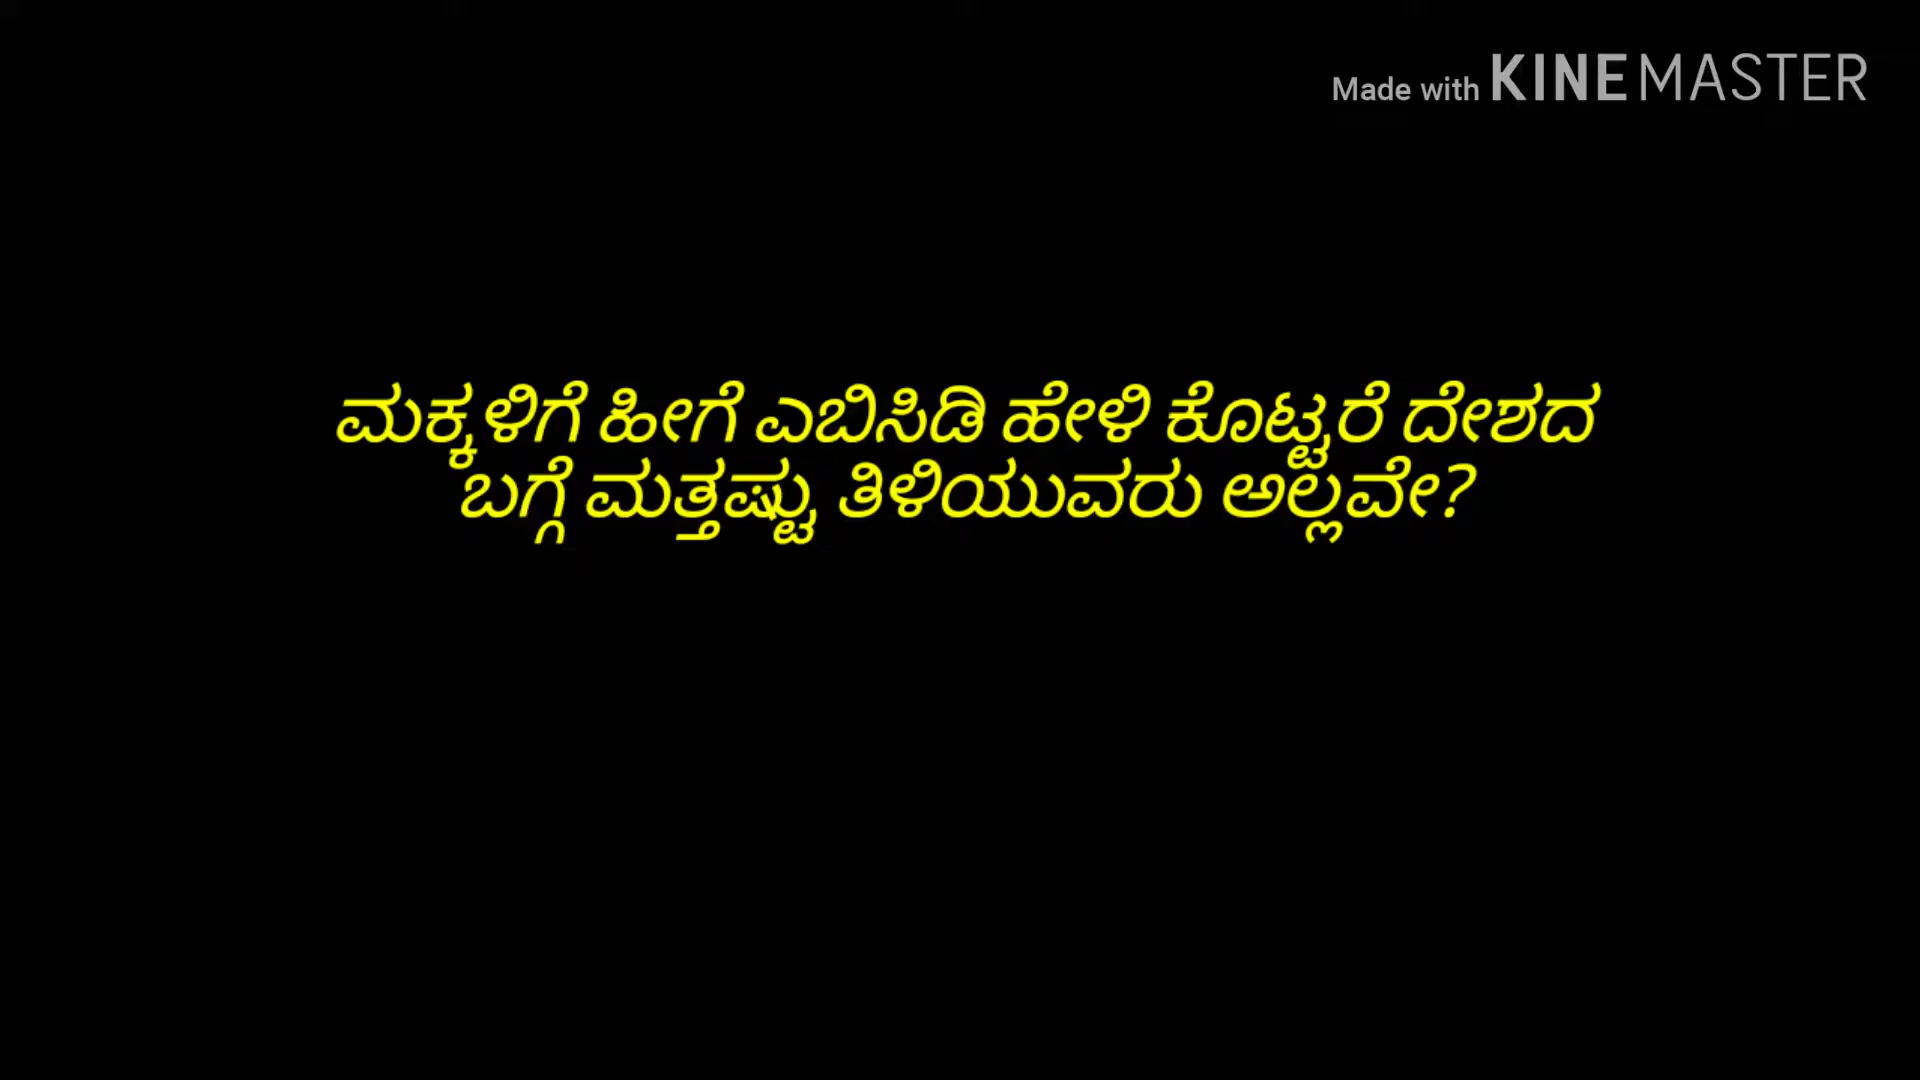 Made with KINEMASTER
ಮಕ್ಕಳಿಗೆ ಹೀಗೆ ಎಬಿಸಿಡಿ ಹೇಳಿ ಕೊಟ್ಟರೆ ದೇಶದ
ಬಗ್ಗೆ ಮತ್ತಷ್ಟು ತಿಳಿಯುವರು ಅಲ್ಲವೇ?